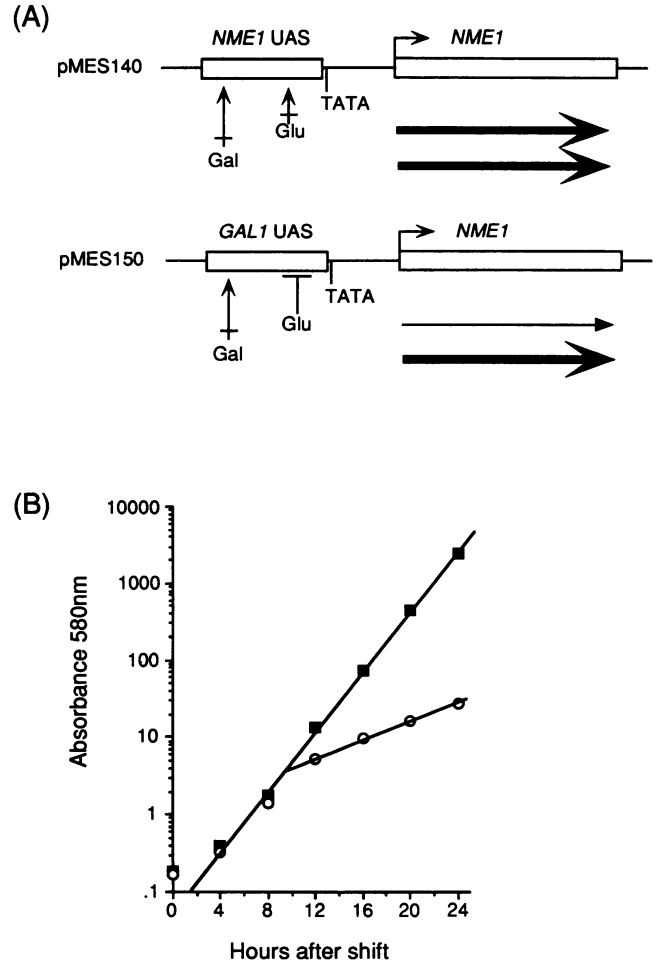 (A)
NME1 UAS
NME1
pMES140
TATA
Glu
Gal
GAL1 UAS
NME1
pMES150
TATA
Glu
Gal
(B)
Absorbance 580nm
10000
1000
100
10
1
.1
0 4 8 12 16 20 24
Hours after shift